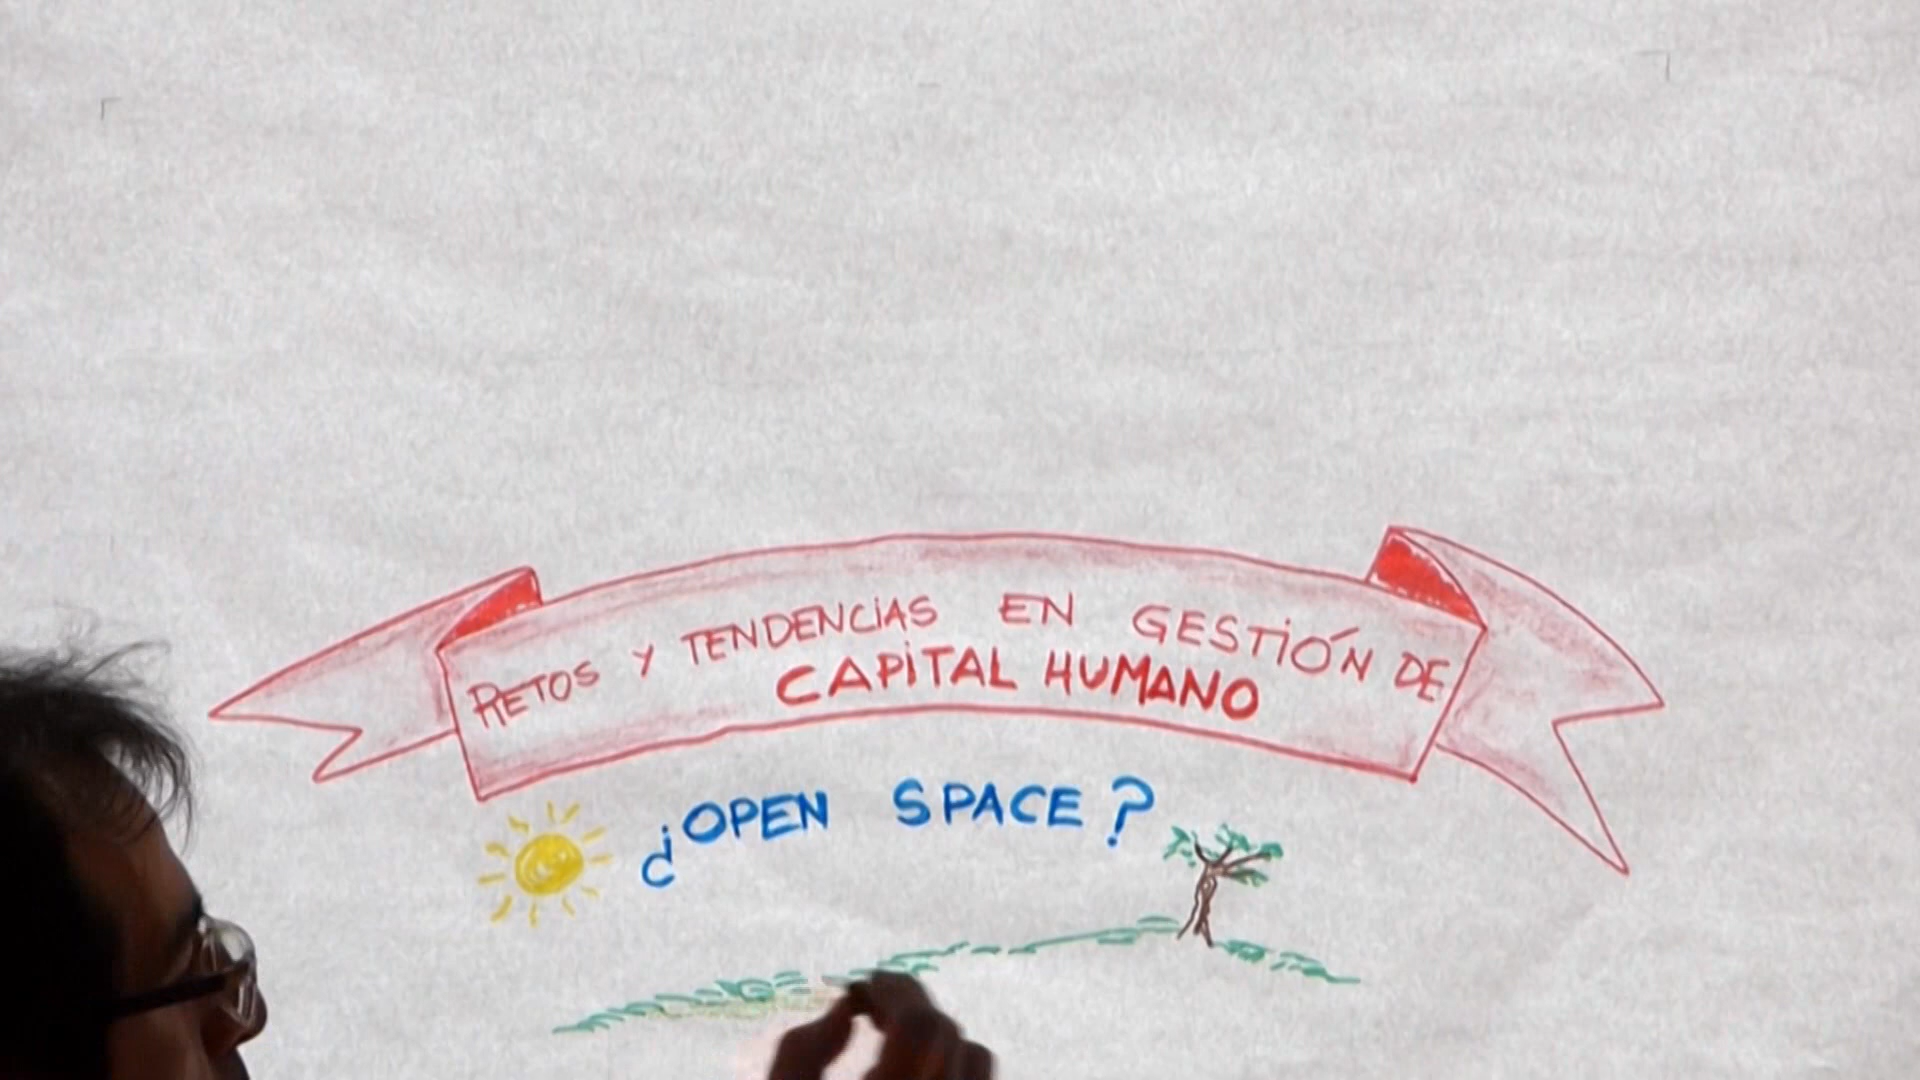 RETOS Y TENDENCIAS EN GESTIÓN DE
CAPITAL HUMANO
¿OPEN SPACE?